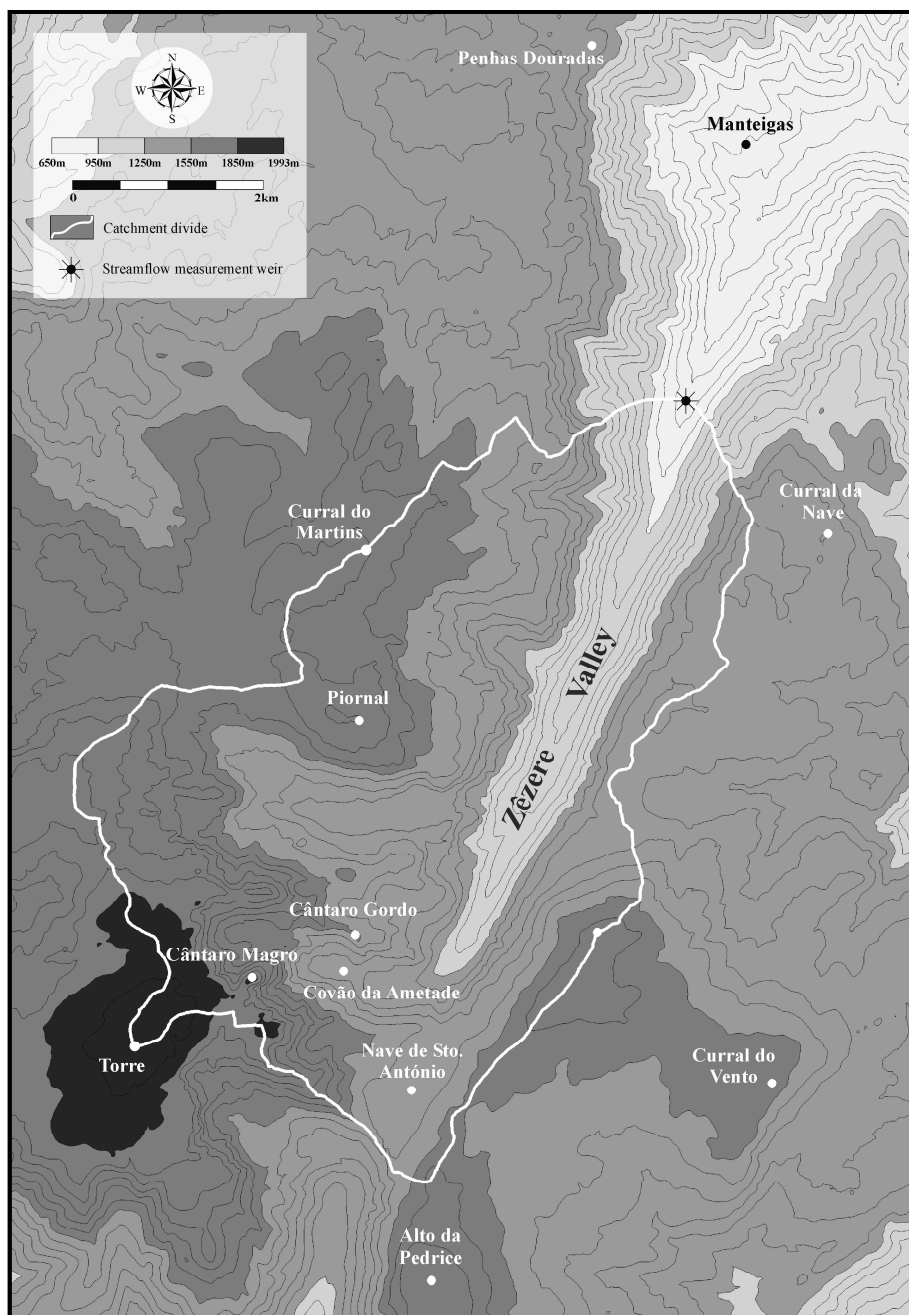 Penhas Douradas
N
W E
S
Manteigas
650m 950m 1250m 1550m 1850m 1993m
0 2km
Catchment divide
Streamflow measurement weir
Curral da
Nave
Curral do
Martins
Valley
Piornal
Zêzere
Cântaro Gordo
Cântaro Magro
Covão da Ametade
Nave de Sto.
António
Torre
Curral do
Vento
Alto da
Pedrice